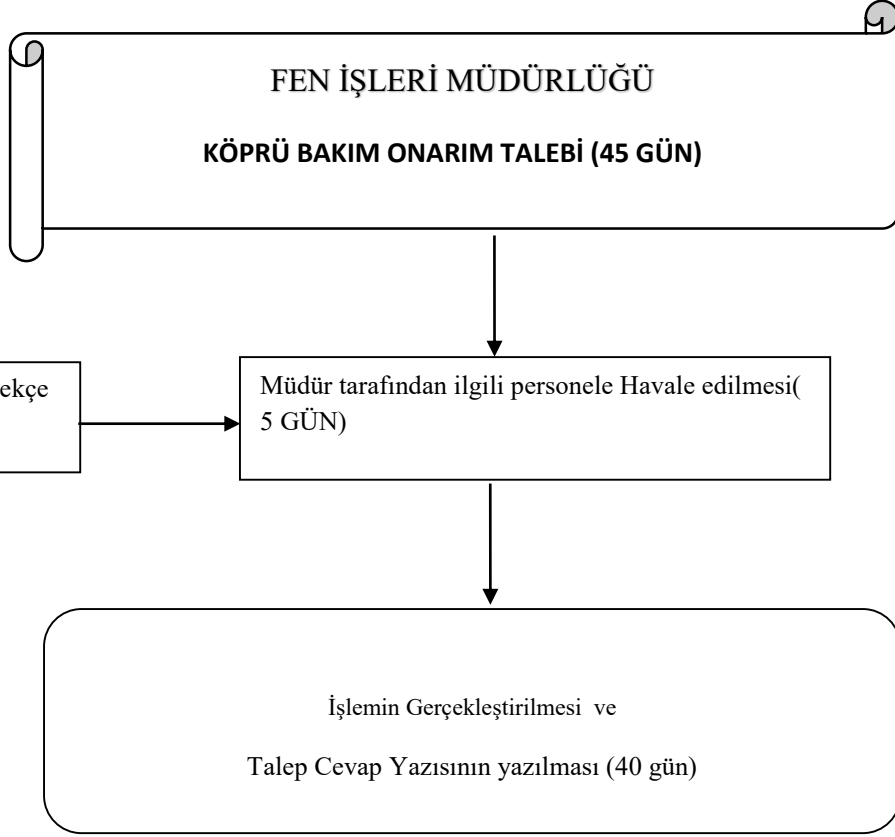 FEN İŞLERİ MÜDÜRLÜĞÜ
KÖPRÜ BAKIM ONARIM TALEBİ (45 GÜN)
ekçe
Müdür tarafından ilgili personele Havale edilmesi(
5 GÜN)
İşlemin Gerçekleştirilmesi ve
Talep Cevap Yazısının yazılması (40 gün)